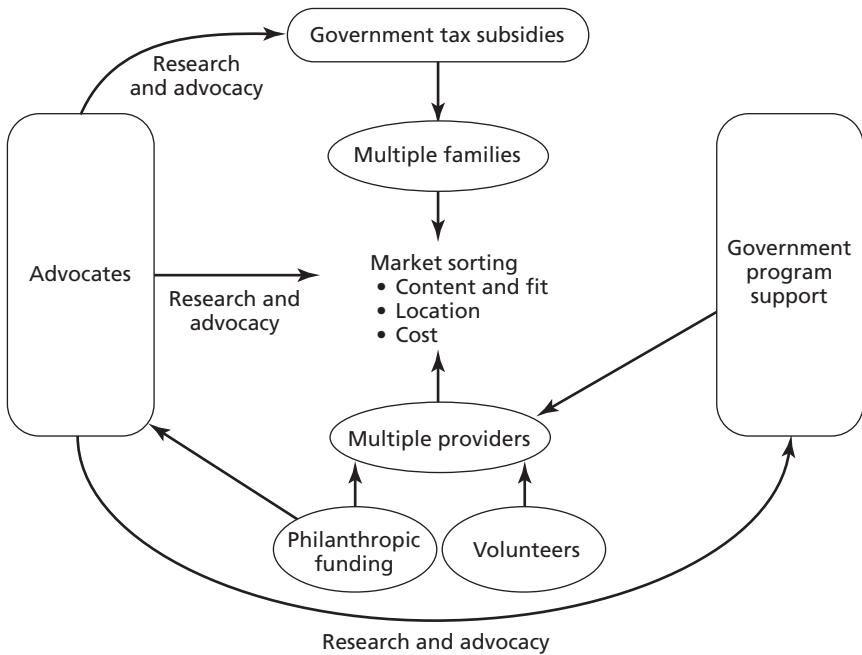 Government tax subsidies
Research
and advocacy
Multiple families
Advocates
Research and
advocacy
Market sorting
• Content and fit
• Location
• Cost
Government
program
support
Multiple providers
Philanthropic
funding
Volunteers
Research and advocacy